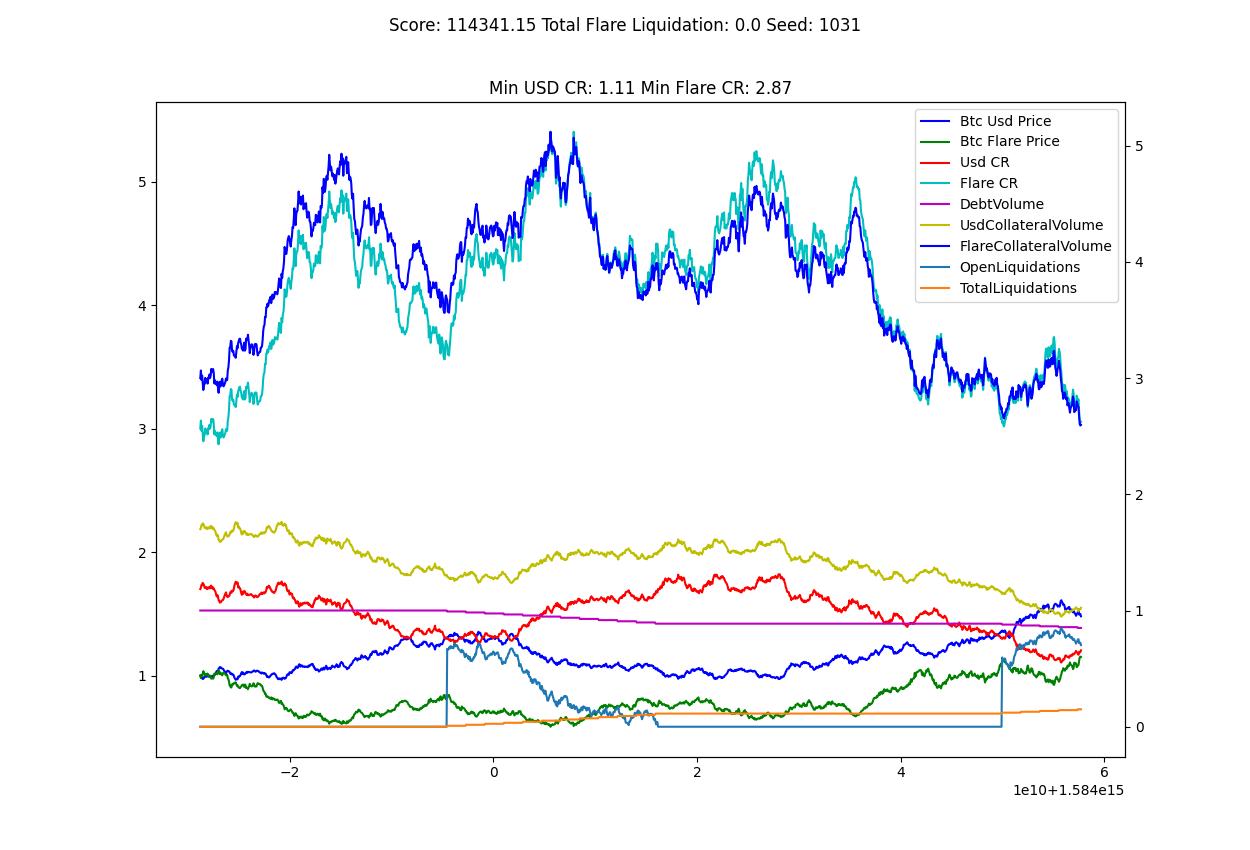 Score: 114341.15 Total Flare Liquidation: 0.0 Seed: 1031
Min USD CR: 1.11 Min Flare CR: 2.87
Btc Usd Price
Btc Flare Price
Usd CR
Flare CR
DebtVolume
UsdCollateralVolume
FlareCollateralVolume
OpenLiquidations
TotalLiquidations
5
4
3
2
1
5
4
3
2
1
0
−2
0
2
4
6
1e10+1.584e15